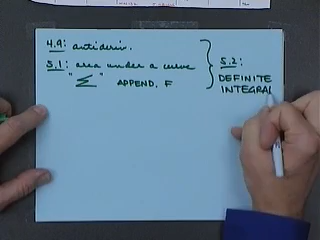 4.9: antideriv.
5.1: area under a curve
"Σ" APPEND. F
5.2:
DEFINITE
INTEGRAL